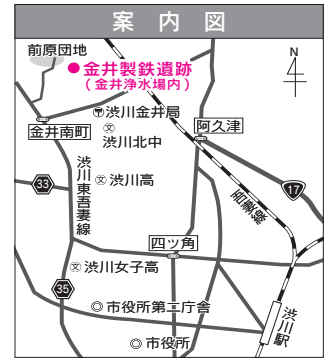 案内図
前原団地
N
金井製鉄遺跡
(金井浄水場内)
渋川金井局
金井南町
文
渋川北中
阿久津
33
渋川東吾妻線
文渋川高
17
吾妻線
四ツ角
文渋川女子高
35
市役所第二庁舎
渋川駅
市役所